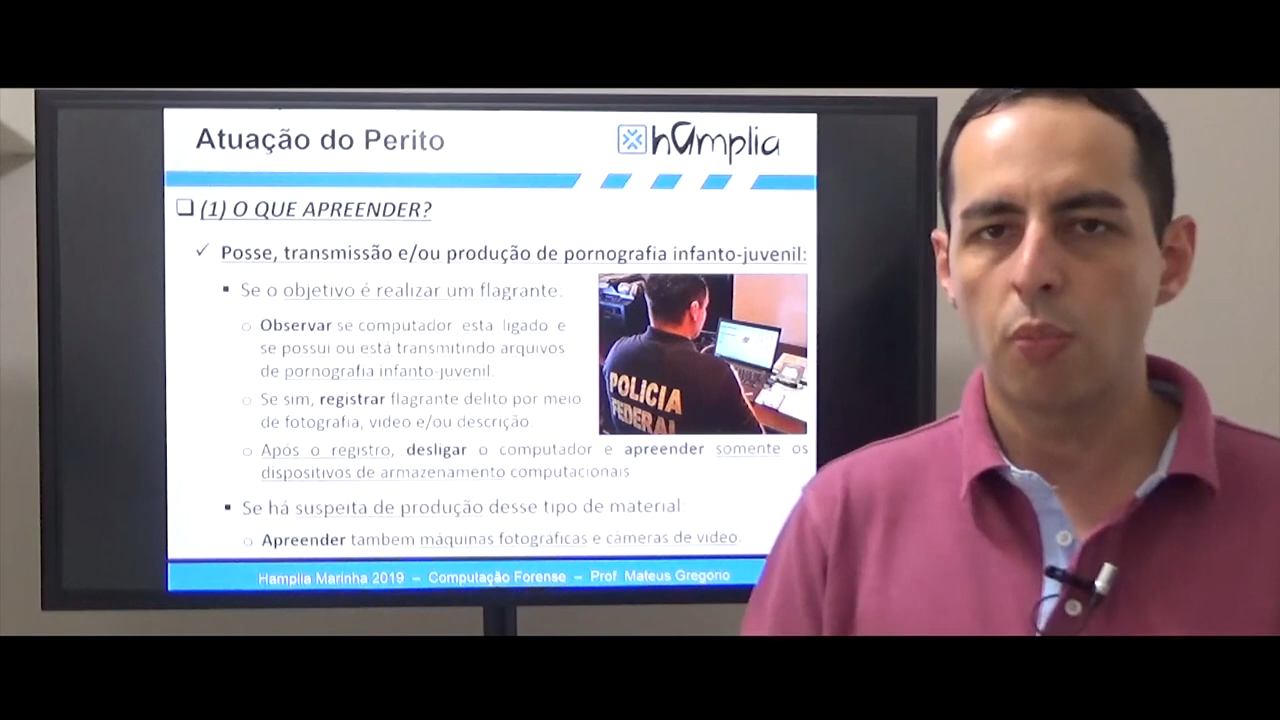 Atuação do Perito
hamplia
(1) O QUE APREENDER?
Posse, transmissão e/ou produção de pornografia infanto-juvenil:
Se o objetivo é realizar um flagrante:
Observar se computador esta ligado e
se possui ou está transmitindo arquivos
de pornografia infanto-juvenil.
Se sim, registrar flagrante delito por meio
de fotografia, video e/ou descrição
Após o registro, desligar o computador e apreender somente os
dispositivos de armazenamento computacionais
Se há suspeita de produção desse tipo de material
Apreender tambem máquinas fotográficas e câmeras de video.
POLICIA
FEDERAL
Hamplia Marinha 2019 – Computação Forense – Prof Mateus Gregorio